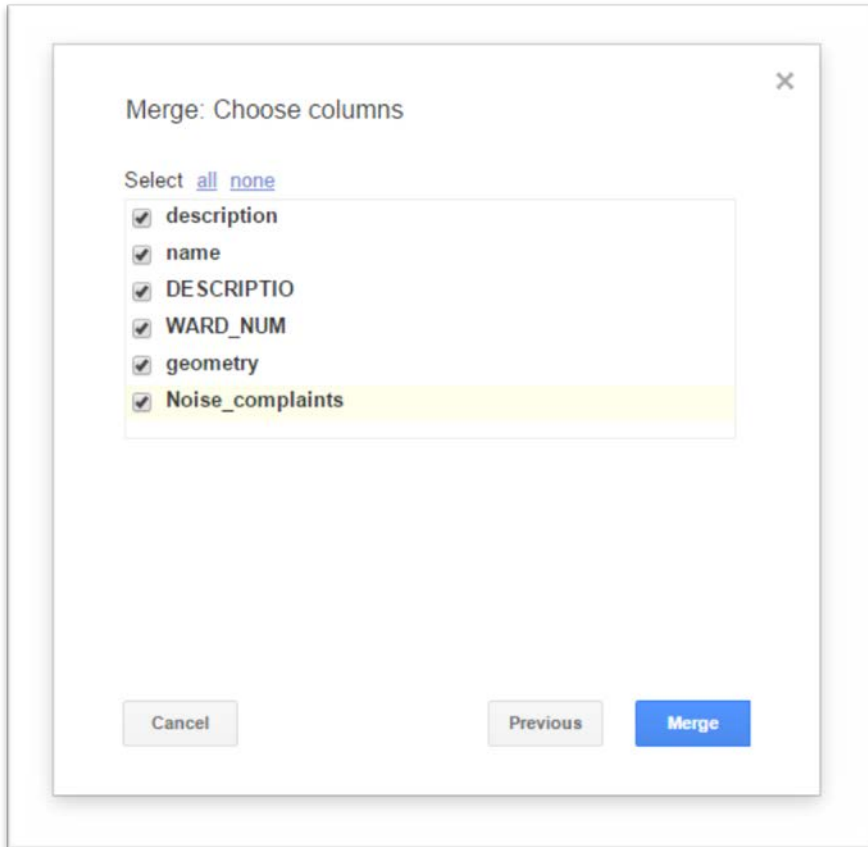 Merge: Choose columns
Select all none
description
name
DESCRIPTIO
WARD_NUM
geometry
Noise_complaints
Cancel Previous Merge